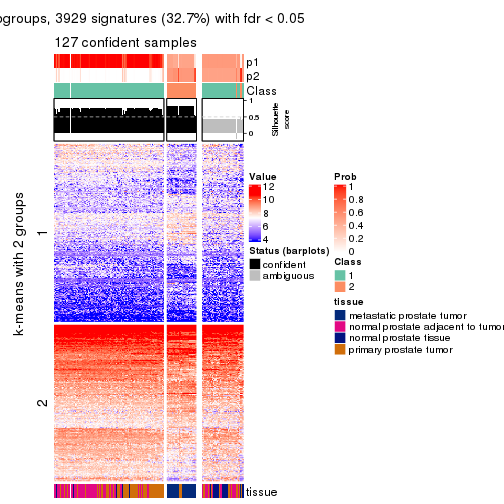 ogroups, 3929 signatures (32.7%) with fdr < 0.05
127 confident samples
p1
p2
Class
1
0.5
0
Silhouette
score
k-means with 2 groups
1
2
Value
12
10
8
6
4
Status (barplots)
confident
ambiguous
Prob
1
0.8
0.6
0.4
0.2
0
Class
1
2
tissue
metastatic prostate tumor
normal prostate adjacent to tumor
normal prostate tissue
primary prostate tumor
tissue